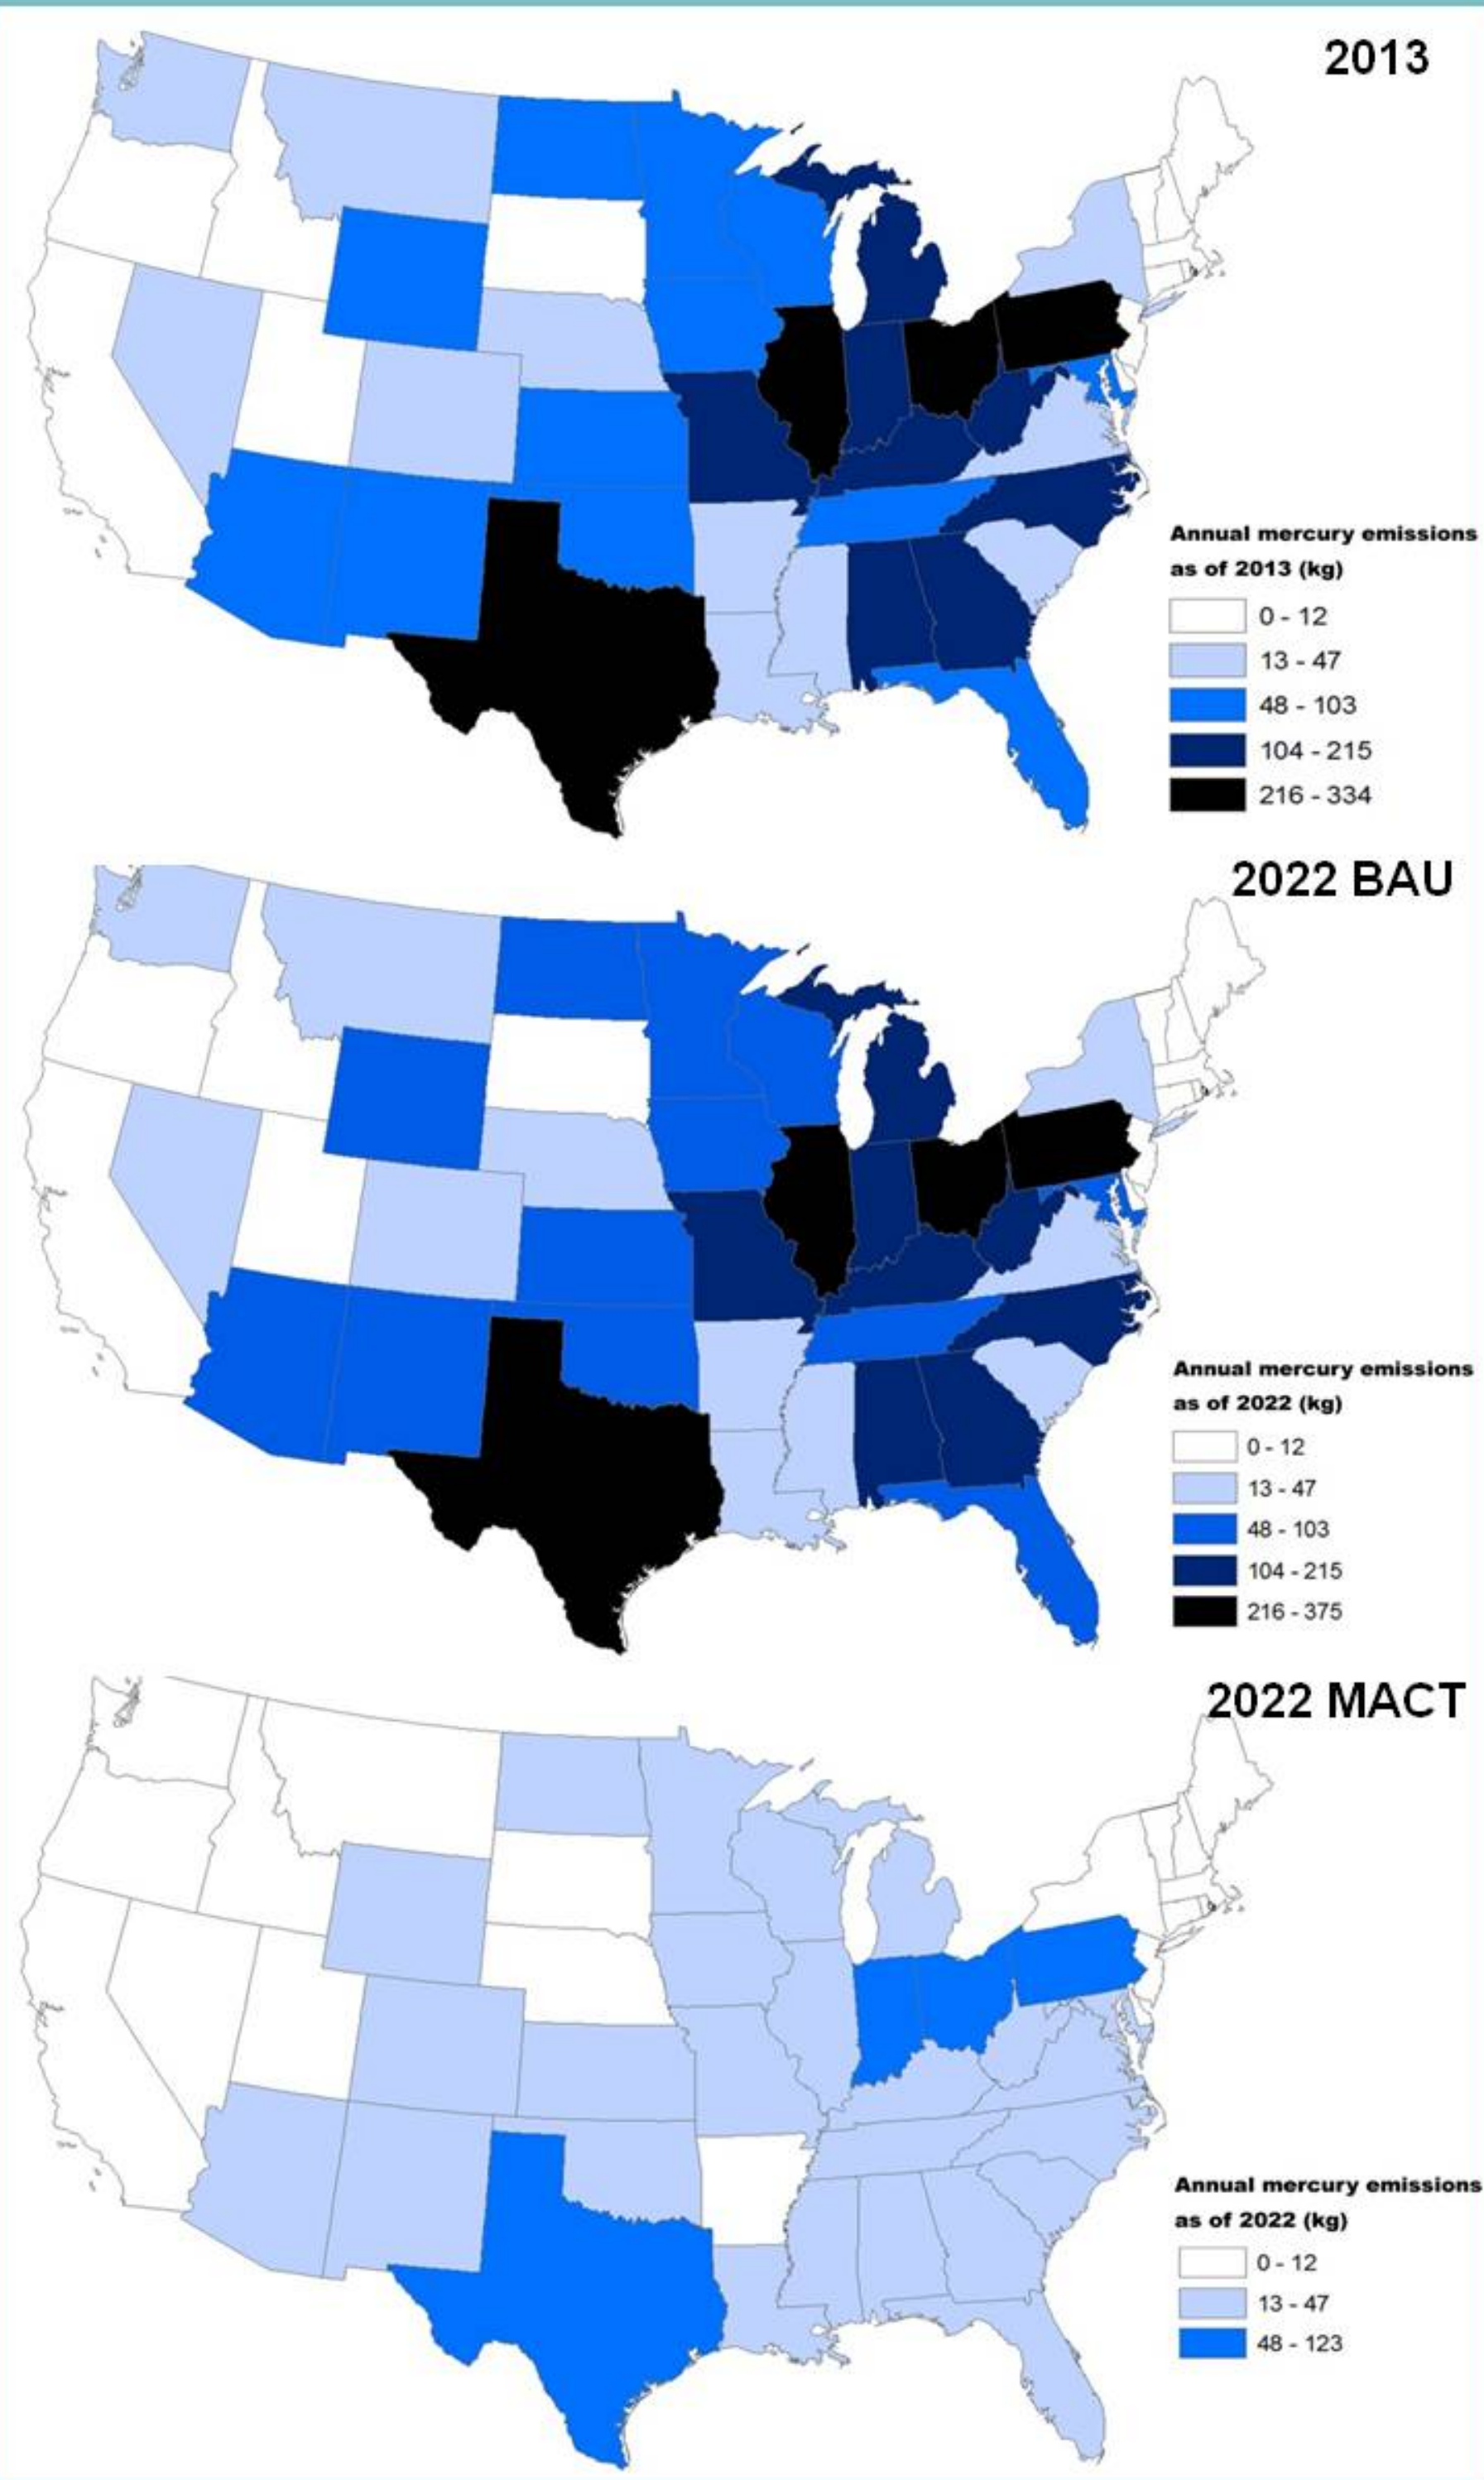 2013
Annual mercury emissions
as of 2013 (kg)
0 - 12
13 - 47
48 - 103
104 - 215
216 - 334
2022 BAU
Annual mercury emissions
as of 2022 (kg)
0 - 12
13 - 47
48 - 103
104 - 215
216 - 375
2022 MACT
Annual mercury emissions
as of 2022 (kg)
0 - 12
13 - 47
48 - 123